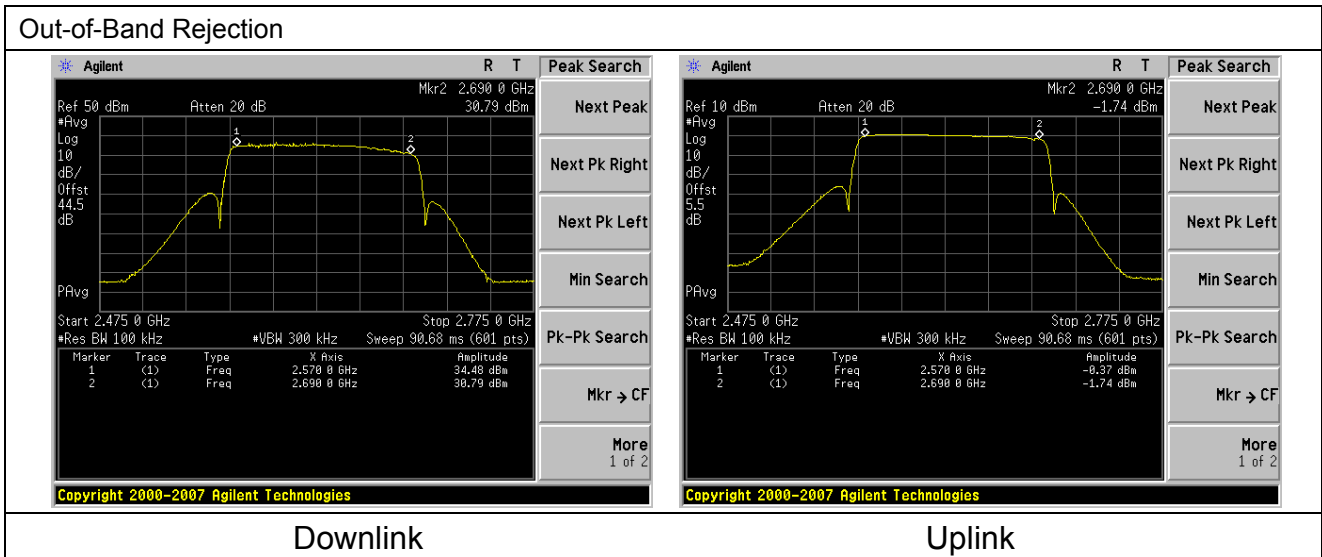 Out-of-Band Rejection
Agilent
R T
Peak Search
Mkr2 2.690 0 GHz
Ref 50 dBm
Atten 20 dB
30.79 dBm
#Avg
Log
10
dB/
Offst
44.5
dB
PAvg
1
2
Start 2.475 0 GHz
Stop 2.775 0 GHz
#Res BW 100 kHz
#VBW 300 kHz
Sweep 90.68 ms (601 pts)
Marker Trace Type X Axis Amplitude
1 (1) Freq 2.570 0 GHz 34.48 dBm
2 (1) Freq 2.690 0 GHz 30.79 dBm
Next Peak
Next Pk Right
Next Pk Left
Min Search
Pk-Pk Search
Mkr → CF
More
1 of 2
Copyright 2000-2007 Agilent Technologies
Agilent
R T
Peak Search
Mkr2 2.690 0 GHz
Ref 10 dBm
Atten 20 dB
-1.74 dBm
#Avg
Log
10
dB/
Offst
5.5
dB
PAvg
1
2
Start 2.475 0 GHz
Stop 2.775 0 GHz
#Res BW 100 kHz
#VBW 300 kHz
Sweep 90.68 ms (601 pts)
Marker Trace Type X Axis Amplitude
1 (1) Freq 2.570 0 GHz -0.37 dBm
2 (1) Freq 2.690 0 GHz -1.74 dBm
Next Peak
Next Pk Right
Next Pk Left
Min Search
Pk-Pk Search
Mkr → CF
More
1 of 2
Copyright 2000-2007 Agilent Technologies
Downlink
Uplink